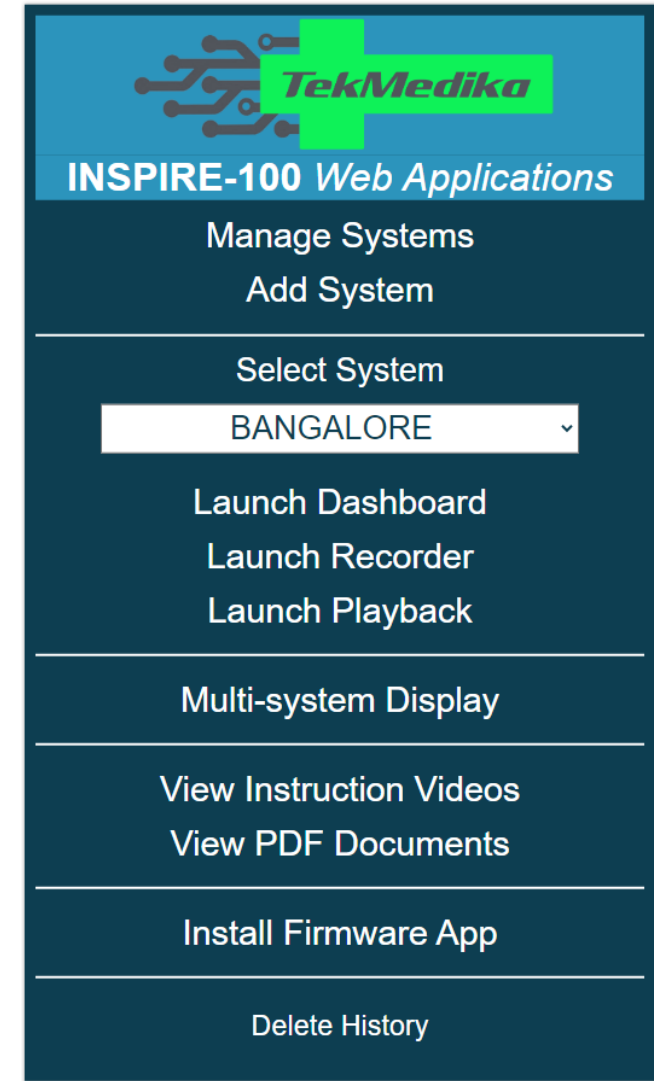 TekMedika
INSPIRE-100 Web Applications
Manage Systems
Add System
Select System
BANGALORE
Launch Dashboard
Launch Recorder
Launch Playback
Multi-system Display
View Instruction Videos
View PDF Documents
Install Firmware App
Delete History